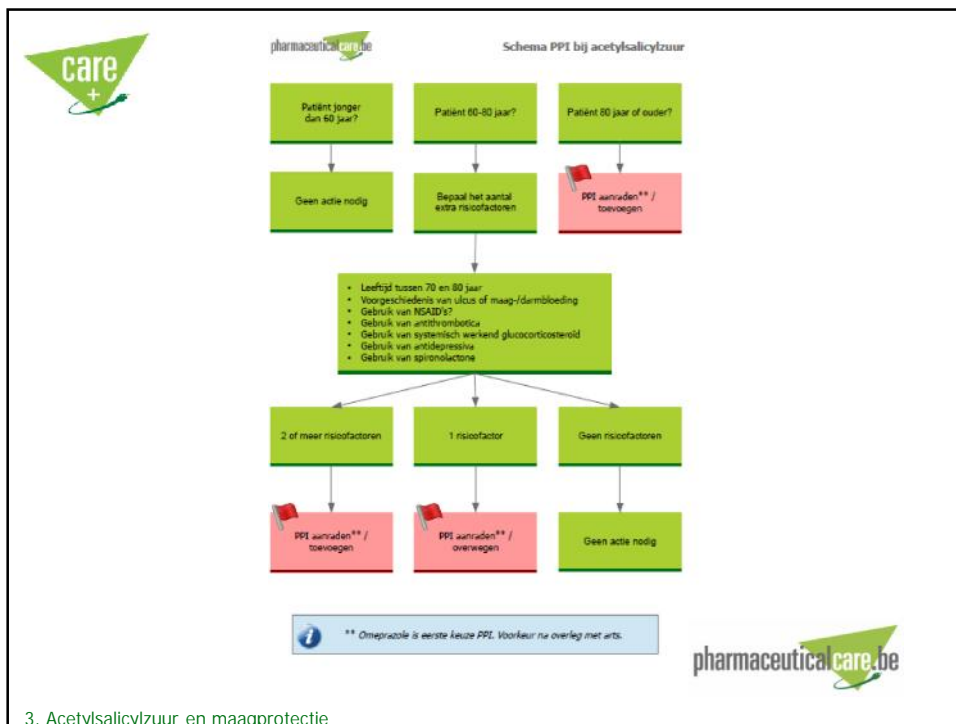 care
+
pharmaceuticalcare.be
Schema PPI bij acetylsalicylzuur
Patiënt jonger
dan 60 jaar?
Patiënt 60-80 jaar?
Patiënt 80 jaar of ouder?
Geen actie nodig
Bepaal het aantal
extra risicofactoren
PPI aanraden** /
toevoegen
• Leeftijd tussen 70 en 80 jaar
• Voorgeschiedenis van ulcus of maag-/darmbloeding
• Gebruik van NSAID's?
• Gebruik van antithrombotica
• Gebruik van systemisch werkend glucocorticosteroid
• Gebruik van antidepressiva
• Gebruik van spironolactone
2 of meer risicofactoren
1 risicofactor
Geen risicofactoren
PPI aanraden** /
toevoegen
PPI aanraden** /
overwegen
Geen actie nodig
i
** Omeprazole is eerste keuze PPI. Voorkeur na overleg met arts.
pharmaceuticalcare.be
3. Acetylsalicylzuur en maagprotectie